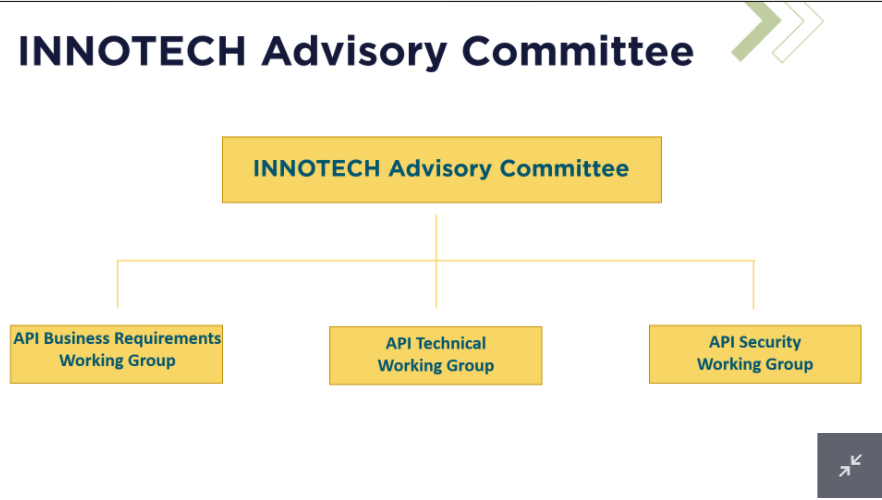 INNOTECH Advisory Committee
INNOTECH Advisory Committee
API Business Requirements
Working Group
API Technical
Working Group
API Security
Working Group